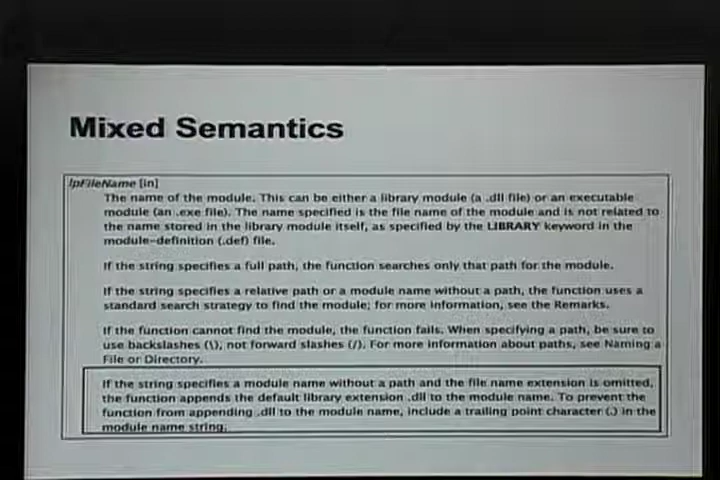 Mixed Semantics
lpFileName [in]
The name of the module. This can be either a library module (a .dll file) or an executable
module (an .exe file). The name specified is the file name of the module and is not related to
the name stored in the library module itself, as specified by the LIBRARY keyword in the
module-definition (.def) file.
If the string specifies a full path, the function searches only that path for the module.
If the string specifies a relative path or a module name without a path, the function uses a
standard search strategy to find the module; for more information, see the Remarks.
If the function cannot find the module, the function fails. When specifying a path, be sure to
use backslashes (\), not forward slashes (/). For more information about paths, see Naming a
File or Directory.
If the string specifies a module name without a path and the file name extension is omitted,
the function appends the default library extension .dll to the module name. To prevent the
function from appending .dll to the module name, include a trailing point character (.) in the
module name string.